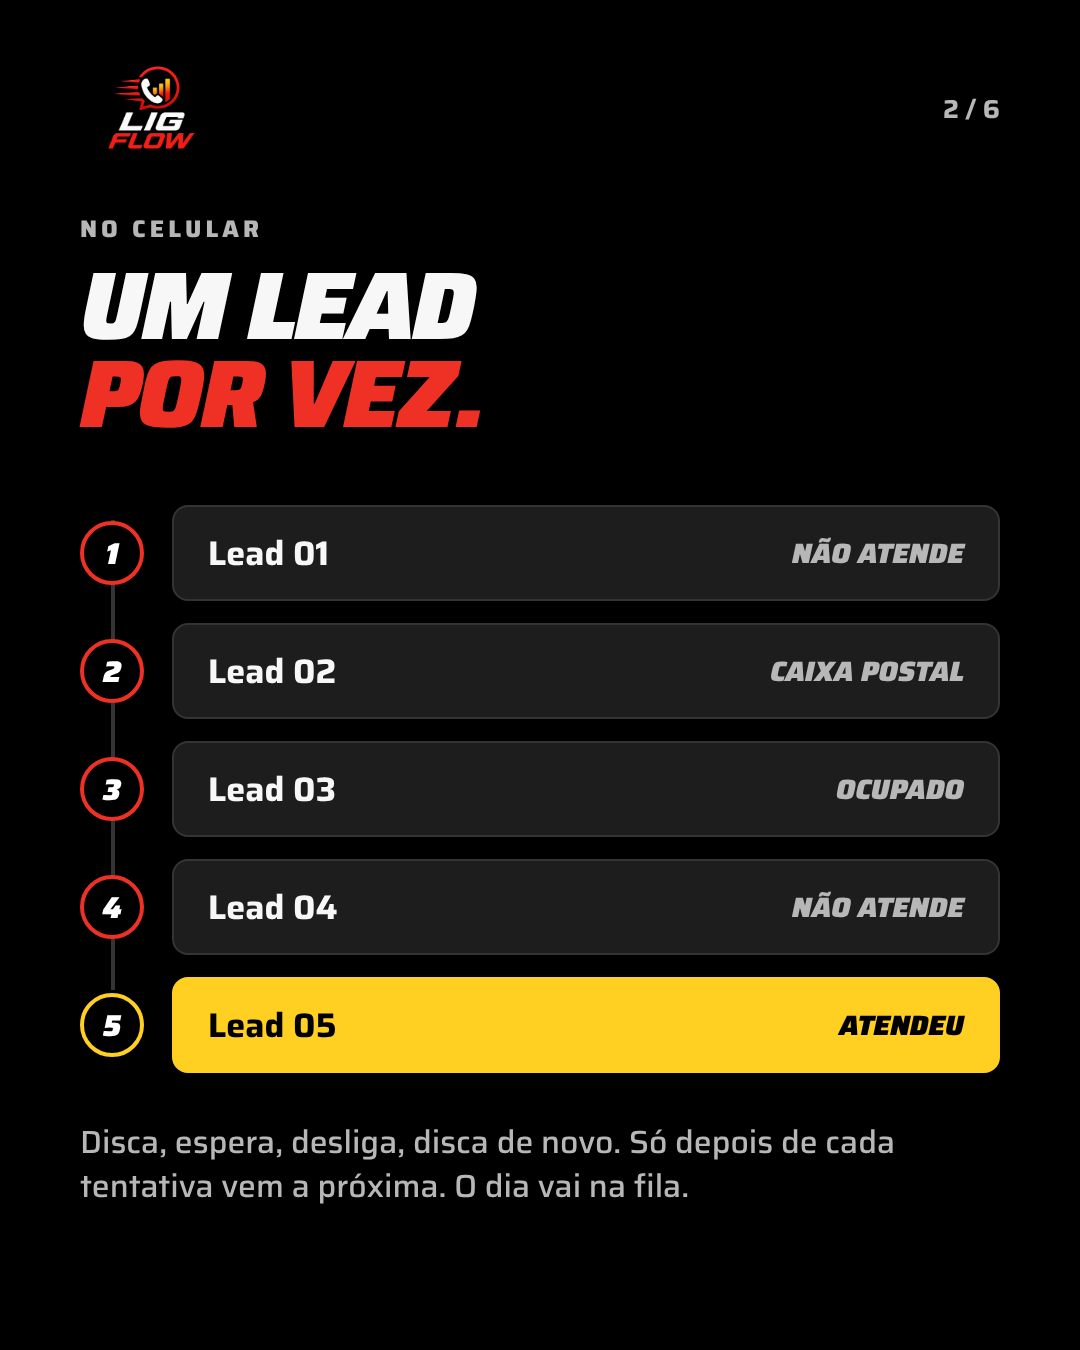 LIG
FLOW
2 / 6
NO CELULAR
UM LEAD
POR VEZ.
1 Lead 01 NÃO ATENDE
2 Lead 02 CAIXA POSTAL
3 Lead 03 OCUPADO
4 Lead 04 NÃO ATENDE
5 Lead 05 ATENDEU
Disca, espera, desliga, disca de novo. Só depois de cada
tentativa vem a próxima. O dia vai na fila.